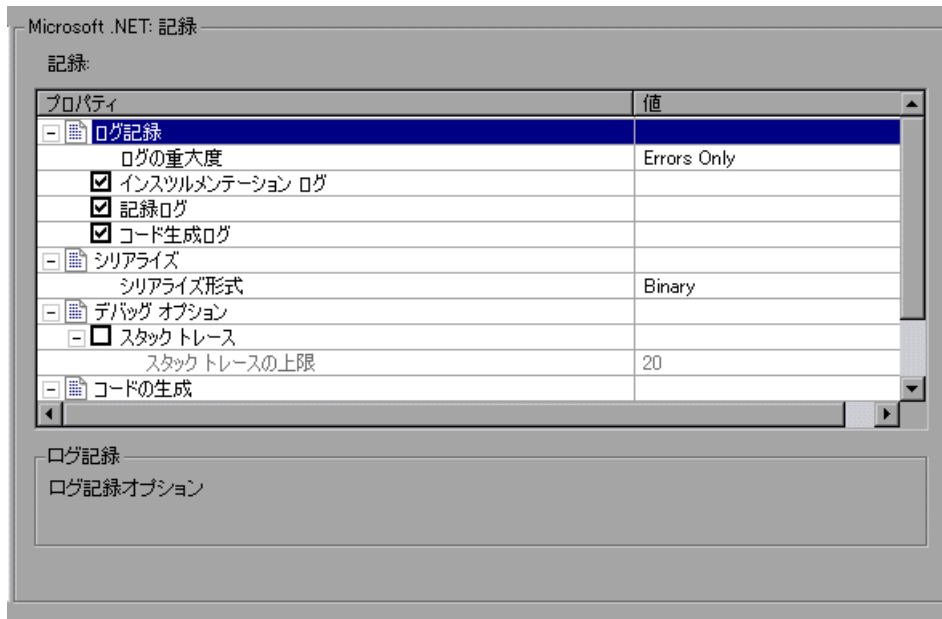 Microsoft .NET: 記録
記録:
プロパティ 値
ログ記録
ログの重大度 Errors Only
インスツルメンテーション ログ
記録ログ
コード生成ログ
シリアライズ
シリアライズ形式 Binary
デバッグ オプション
スタック トレース
スタック トレースの上限 20
コードの生成
ログ記録
ログ記録オプション